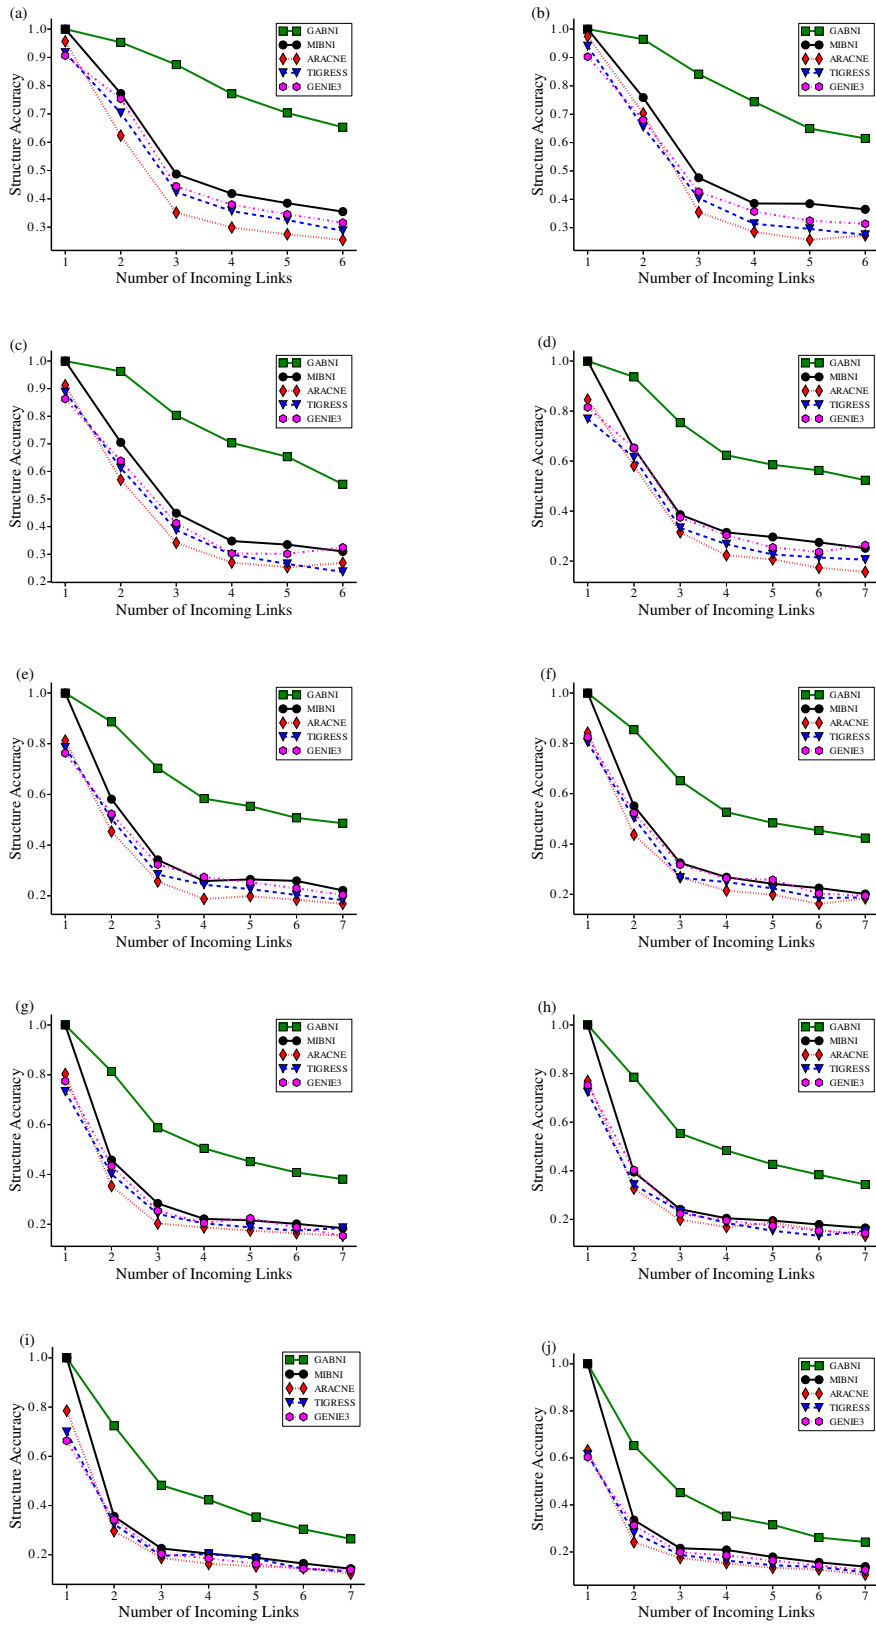 (a)
1.0
0.9
0.8
0.7
0.6
0.5
0.4
0.3
Structure Accuracy
GABNI
MIBNI
ARACNE
TIGRESS
GENIE3
1 2 3 4 5 6
Number of Incoming Links
(b)
1.0
0.9
0.8
0.7
0.6
0.5
0.4
0.3
Structure Accuracy
GABNI
MIBNI
ARACNE
TIGRESS
GENIE3
1 2 3 4 5 6
Number of Incoming Links
(c)
1.0
0.9
0.8
0.7
0.6
0.5
0.4
0.3
0.2
Structure Accuracy
GABNI
MIBNI
ARACNE
TIGRESS
GENIE3
1 2 3 4 5 6
Number of Incoming Links
(d)
1.0
0.8
0.6
0.4
0.2
Structure Accuracy
GABNI
MIBNI
ARACNE
TIGRESS
GENIE3
1 2 3 4 5 6 7
Number of Incoming Links
(e)
1.0
0.8
0.6
0.4
0.2
Structure Accuracy
GABNI
MIBNI
ARACNE
TIGRESS
GENIE3
1 2 3 4 5 6 7
Number of Incoming Links
(f)
1.0
0.8
0.6
0.4
0.2
Structure Accuracy
GABNI
MIBNI
ARACNE
TIGRESS
GENIE3
1 2 3 4 5 6 7
Number of Incoming Links
(g)
1.0
0.8
0.6
0.4
0.2
Structure Accuracy
GABNI
MIBNI
ARACNE
TIGRESS
GENIE3
1 2 3 4 5 6 7
Number of Incoming Links
(h)
1.0
0.8
0.6
0.4
0.2
Structure Accuracy
GABNI
MIBNI
ARACNE
TIGRESS
GENIE3
1 2 3 4 5 6 7
Number of Incoming Links
(i)
1.0
0.8
0.6
0.4
0.2
Structure Accuracy
GABNI
MIBNI
ARACNE
TIGRESS
GENIE3
1 2 3 4 5 6 7
Number of Incoming Links
(j)
1.0
0.8
0.6
0.4
0.2
Structure Accuracy
GABNI
MIBNI
ARACNE
TIGRESS
GENIE3
1 2 3 4 5 6 7
Number of Incoming Links